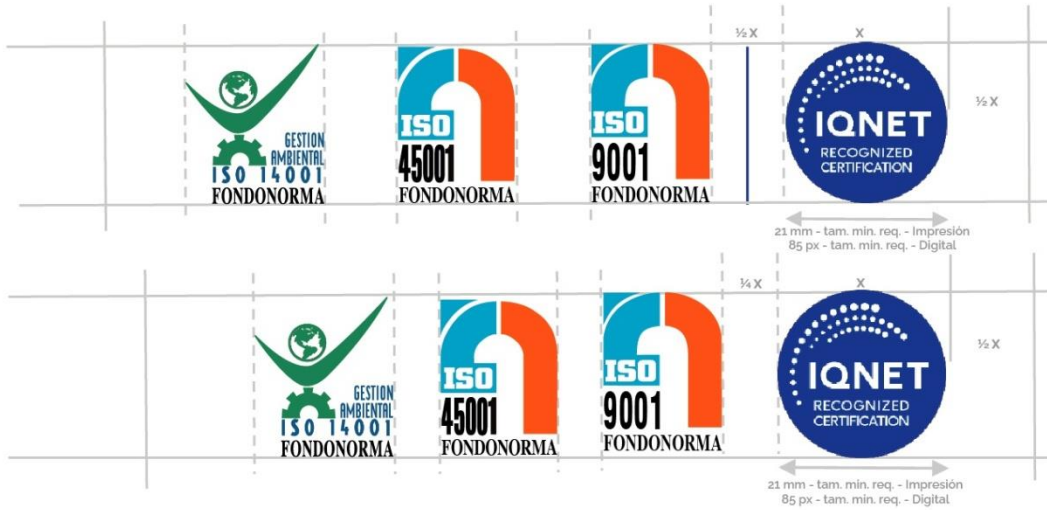 ½ X
X
½ X
GESTION
AMBIENTAL
ISO 14001
FONDONORMA
ISO
45001
FONDONORMA
ISO
9001
FONDONORMA
IQNET
RECOGNIZED
CERTIFICATION
21 mm - tam. min. req. - Impresión
85 px - tam. min. req. - Digital
¼ X
X
½ X
GESTION
AMBIENTAL
ISO 14001
FONDONORMA
ISO
45001
FONDONORMA
ISO
9001
FONDONORMA
IQNET
RECOGNIZED
CERTIFICATION
21 mm - tam. min. req. - Impresión
85 px - tam. min. req. - Digital